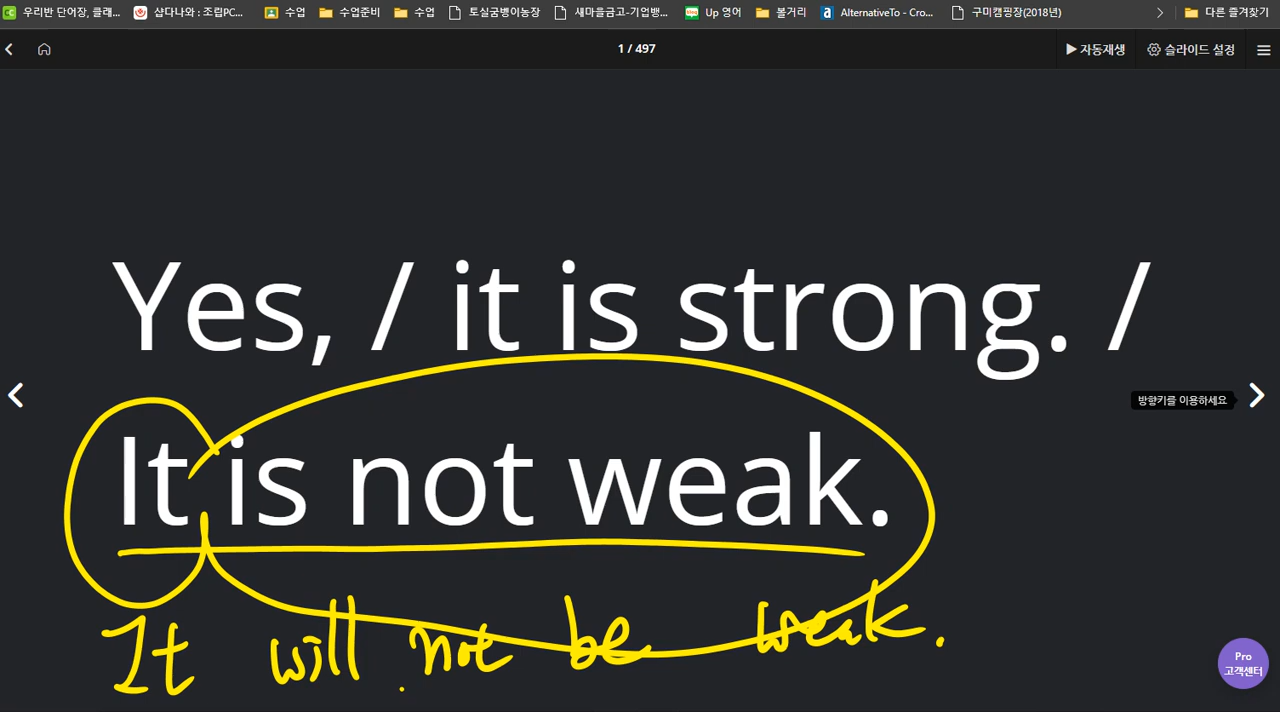 우리반 단어장, 클래... 샵다나와 : 조립PC... 수업 수업준비 수업 토실굼벵이농장 새마을금고-기업뱅... Up 영어 볼거리 AlternativeTo - Cro... 구미캠핑장(2018년) 다른 즐겨찾기
1 / 497 자동재생 슬라이드 설정
Yes, / it is strong. /
방향키를 이용하세요
It is not weak.
It will not be weak.
Pro
고객센터